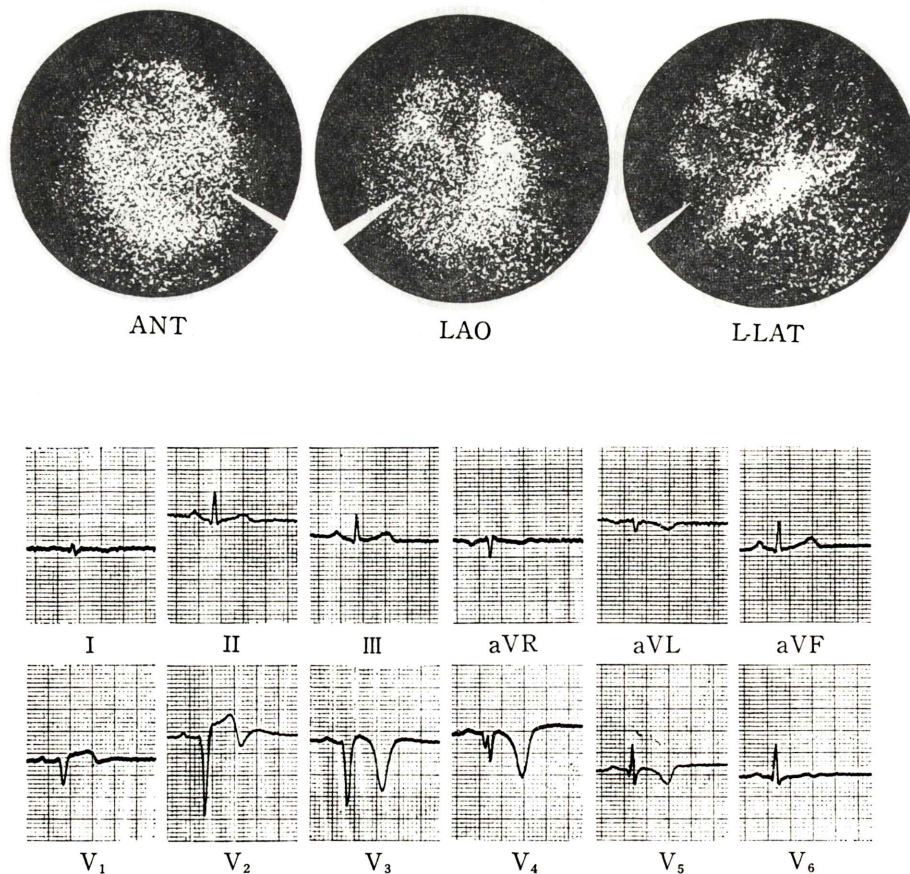 ANT LAO L-LAT
I II III aVR aVL aVF
V₁ V₂ V₃ V₄ V₅ V₆